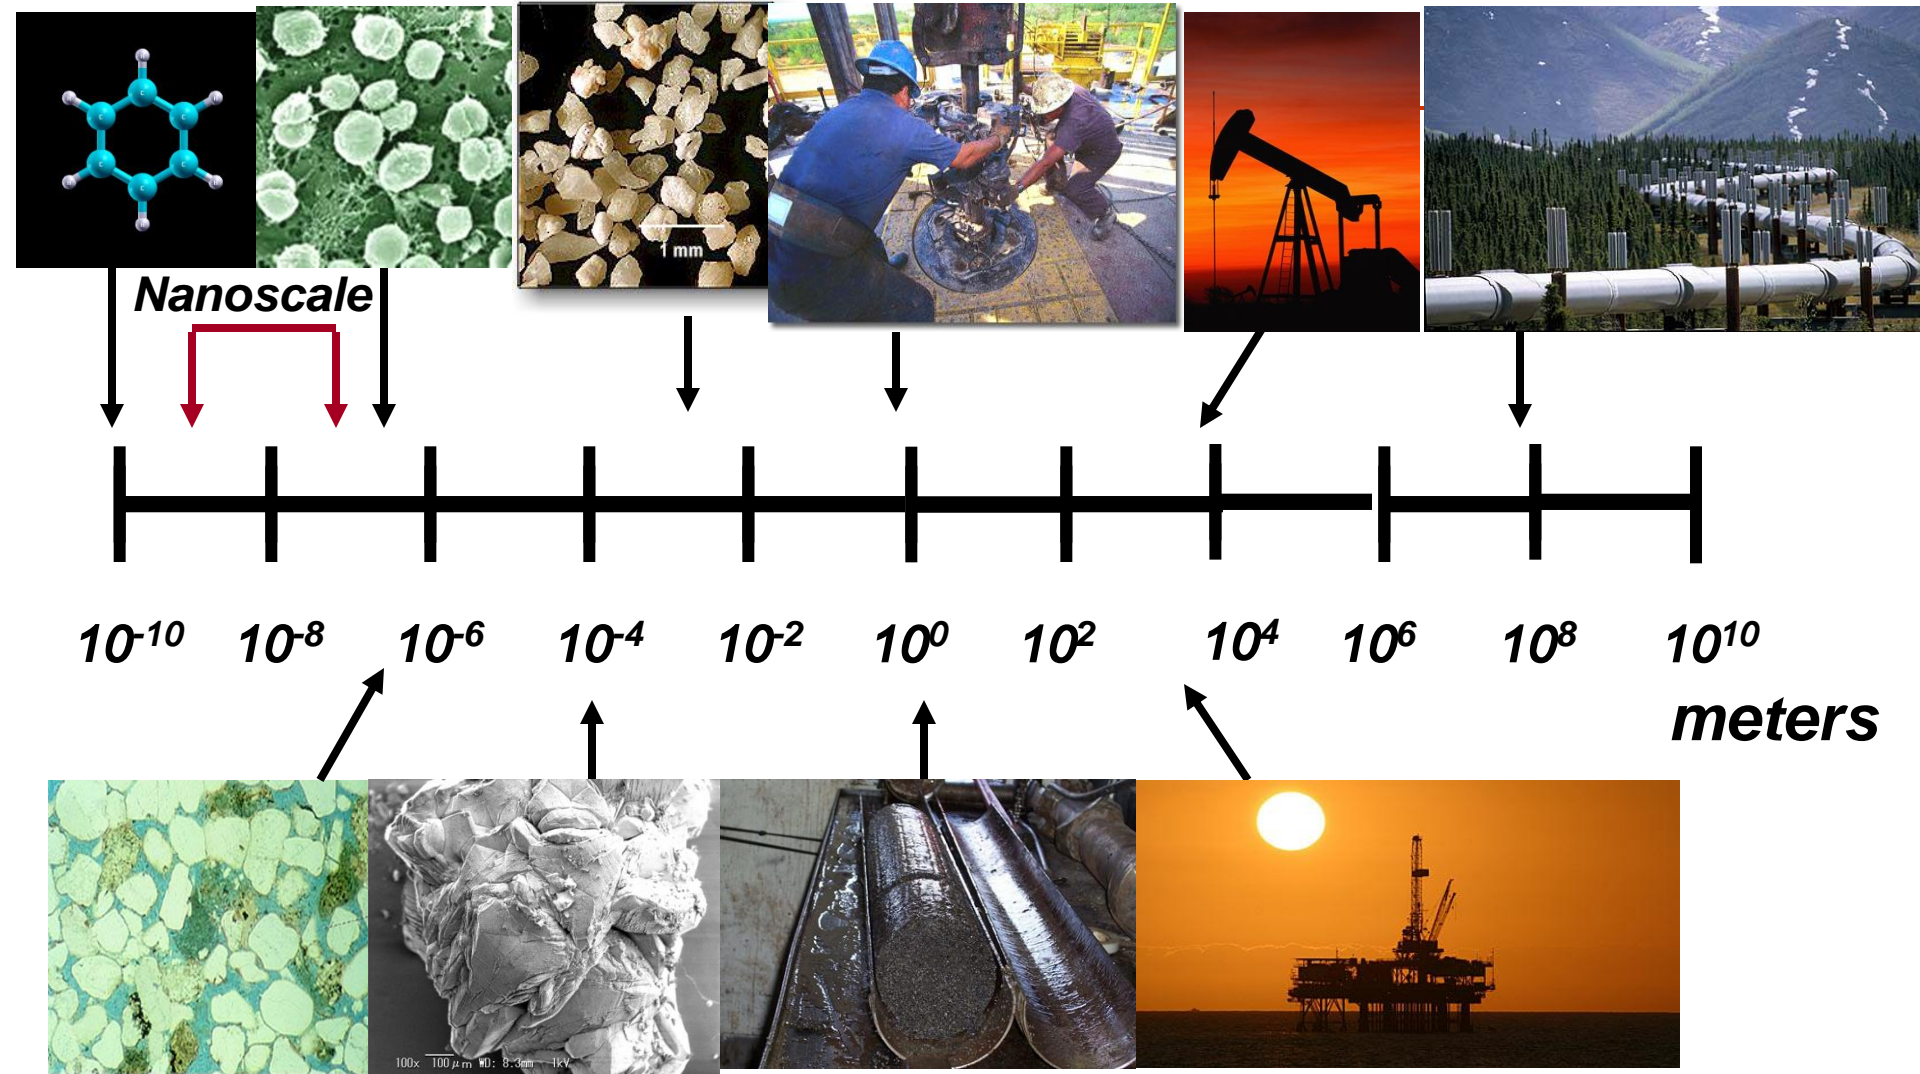 Nanoscale
1 mm
10⁻¹⁰ 10⁻⁸ 10⁻⁶ 10⁻⁴ 10⁻² 10⁰ 10² 10⁴ 10⁶ 10⁸ 10¹⁰
meters
100x 100μm WD: 8.3mm 1kV